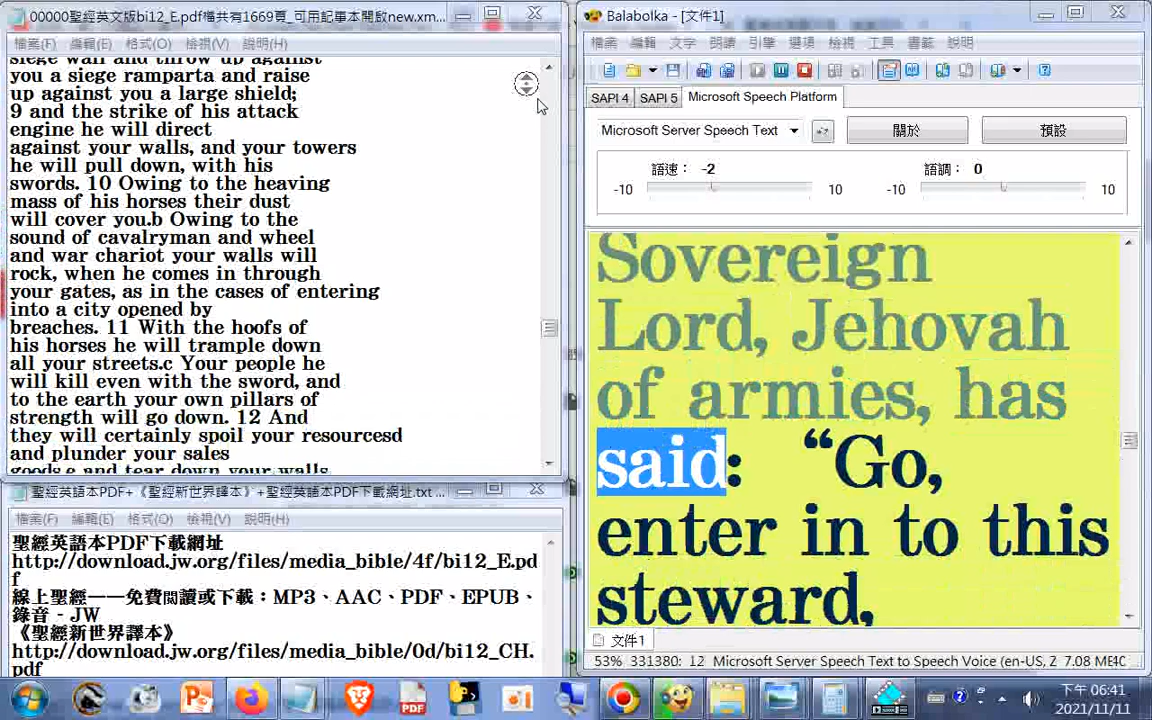 00000聖經英文版bi12_E.pdf檔共有1669頁_可用記事本開啟new.xm...
檔案(F) 編輯(E) 格式(O) 檢視(V) 說明(H)
siege wall and throw up against
you a siege ramparta and raise
up against you a large shield;
9 and the strike of his attack
engine he will direct
against your walls, and your towers
he will pull down, with his
swords. 10 Owing to the heaving
mass of his horses their dust
will cover you.b Owing to the
sound of cavalryman and wheel
and war chariot your walls will
rock, when he comes in through
your gates, as in the cases of entering
into a city opened by
breaches. 11 With the hoofs of
his horses he will trample down
all your streets.c Your people he
will kill even with the sword, and
to the earth your own pillars of
strength will go down. 12 And
they will certainly spoil your resourcesd
and plunder your sales
goods,e and tear down your walls,
聖經英語本PDF+《聖經新世界譯本》+聖經英語本PDF下載網址.txt ...
檔案(F) 編輯(E) 格式(O) 檢視(V) 說明(H)
聖經英語本PDF下載網址
http://download.jw.org/files/media_bible/4f/bi12_E.pd
f
線上聖經——免費閱讀或下載：MP3、AAC、PDF、EPUB、
錄音 - JW
《聖經新世界譯本》
http://download.jw.org/files/media_bible/0d/bi12_CH.
pdf
Balabolka - [文件1]
檔案 編輯 文字 朗讀 引擎 選項 檢視 工具 書籤 說明
SAPI 4 SAPI 5 Microsoft Speech Platform
Microsoft Server Speech Text 關於 預設
語速： -2 語調： 0
-10 10 -10 10
Sovereign
Lord, Jehovah
of armies, has
said: “Go,
enter in to this
steward,
文件1
53% 331380: 12 Microsoft Server Speech Text to Speech Voice (en-US, 2 7.08 ME
下午 06:41
2021/11/11